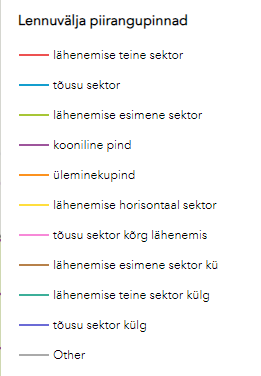 Lennuvälja piirangupinnad
lähenemise teine sektor
tõusu sektor
lähenemise esimene sektor
kooniline pind
üleminekupind
lähenemise horisontaal sektor
tõusu sektor kõrg lähenemis
lähenemise esimene sektor kü
lähenemise teine sektor külg
tõusu sektor külg
Other